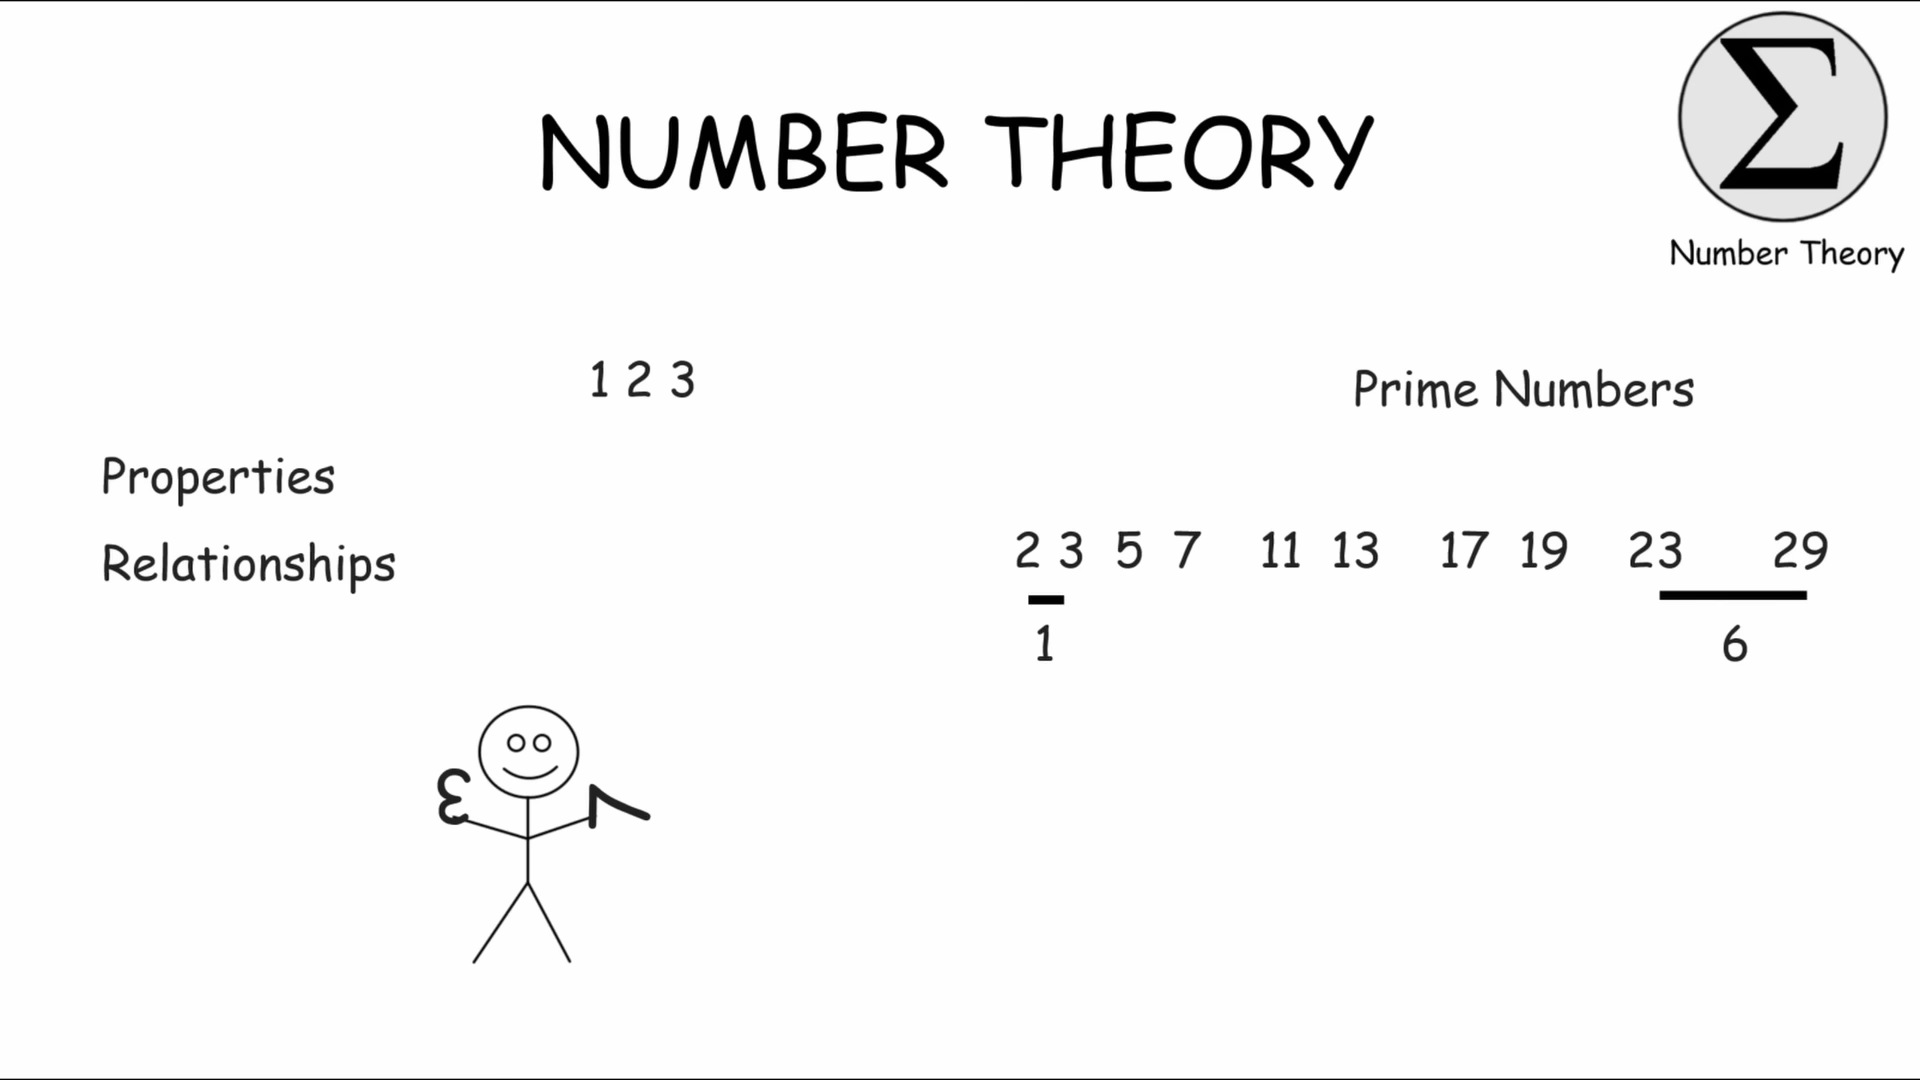 NUMBER THEORY
Σ
Number Theory
1 2 3
Prime Numbers
Properties
Relationships
2 3 5 7 11 13 17 19 23 29
1
6